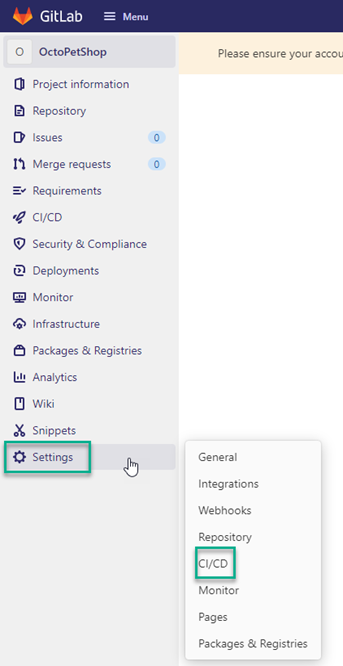 GitLab Menu
O OctoPetShop
Please ensure your accou
Project information
Repository
Issues 0
Merge requests 0
Requirements
CI/CD
Security & Compliance
Deployments
Monitor
Infrastructure
Packages & Registries
Analytics
Wiki
Snippets
Settings
General
Integrations
Webhooks
Repository
CI/CD
Monitor
Pages
Packages & Registries